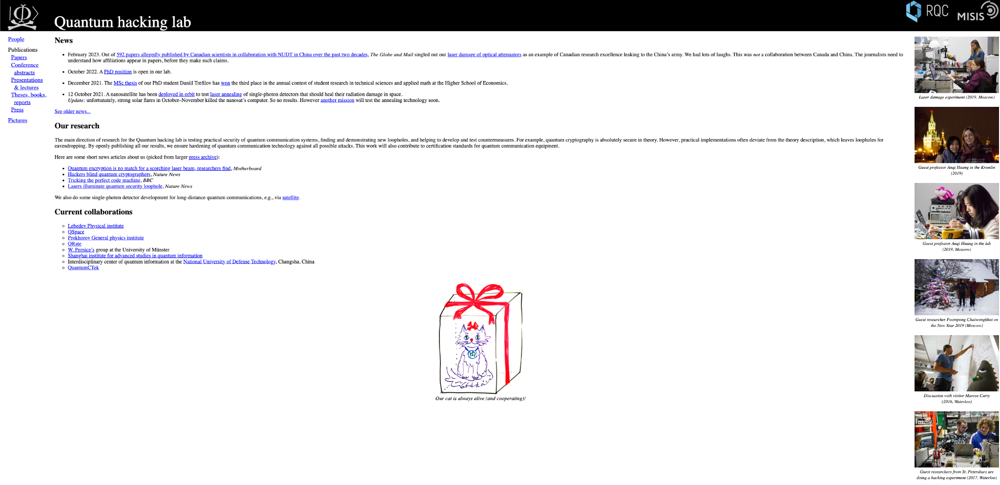 Quantum hacking lab
RQC
MISIS
People
Publications
Papers
Conference
abstracts
Presentations
& lectures
Theses, books,
reports
Press
Pictures
News
• February 2023. Out of 592 papers allegedly published by Canadian scientists in collaboration with NUDT in China over the past two decades, The Globe and Mail singled out our laser damage of optical attenuators as an example of Canadian research excellence leaking to the China's army. We had lots of laughs. This was not a collaboration between Canada and China. The journalists need to
understand how affiliations appear in papers, before they make such claims.
• October 2022. A PhD position is open in our lab.
• December 2021. The MSc thesis of our PhD student Daniil Trefilov has won the third place in the annual contest of student research in technical sciences and applied math at the Higher School of Economics.
• 12 October 2021. A nanosatellite has been deployed in orbit to test laser annealing of single-photon detectors that should heal their radiation damage in space.
Update: unfortunately, strong solar flares in October–November killed the nanosat's computer. So no results. However another mission will test the annealing technology soon.
See older news...
Our research
The main direction of research for the Quantum hacking lab is testing practical security of quantum communication systems, finding and demonstrating new loopholes, and helping to develop and test countermeasures. For example, quantum cryptography is absolutely secure in theory. However, practical implementations often deviate from the theory description, which leaves loopholes for
eavesdropping. By openly publishing all our results, we ensure hardening of quantum communication technology against all possible attacks. This work will also contribute to certification standards for quantum communication equipment.
Here are some short news articles about us (picked from larger press archive):
• Quantum encryption is no match for a scorching laser beam, researchers find, Motherboard
• Hackers blind quantum cryptographers, Nature News
• Tricking the perfect code machine, BBC
• Lasers illuminate quantum security loophole, Nature News
We also do some single-photon detector development for long-distance quantum communications, e.g., via satellite.
Current collaborations
◦ Lebedev Physical institute
◦ QSpace
◦ Prokhorov General physics institute
◦ QRate
◦ W. Pernice's group at the University of Münster
◦ Shanghai institute for advanced studies in quantum information
◦ Interdisciplinary center of quantum information at the National University of Defense Technology, Changsha, China
◦ QuantumCTek
Our cat is always alive (and cooperating)!
Laser damage experiment (2019, Moscow)
Guest professor Anqi Huang in the Kremlin
(2019)
Guest professor Anqi Huang in the lab
(2019, Moscow)
Guest researcher Poompong Chaiwongkhot on
the New Year 2019 (Moscow)
Discussion with visitor Marcos Curty
(2016, Waterloo)
Guest researchers from St. Petersburs are
doing a hacking experiment (2017, Waterloo)